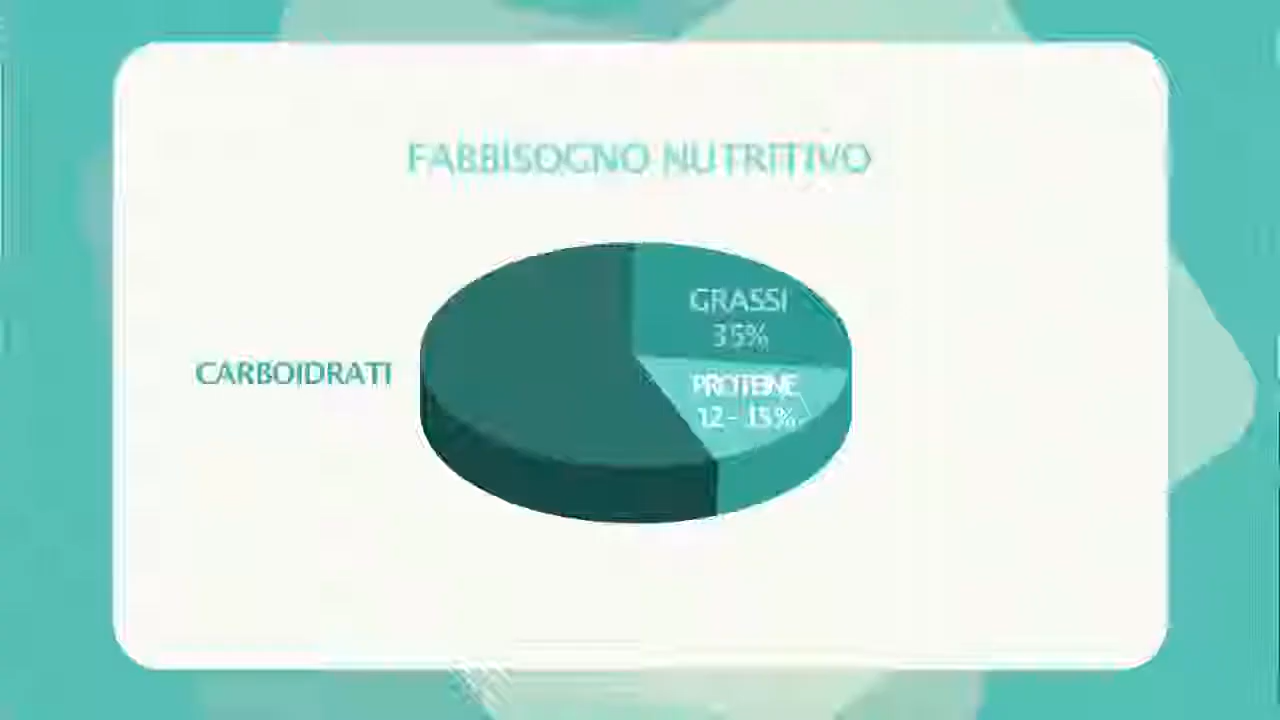 FABBISOGNO NUTRITIVO
GRASSI
35%
CARBOIDRATI
PROTEINE
12-15%